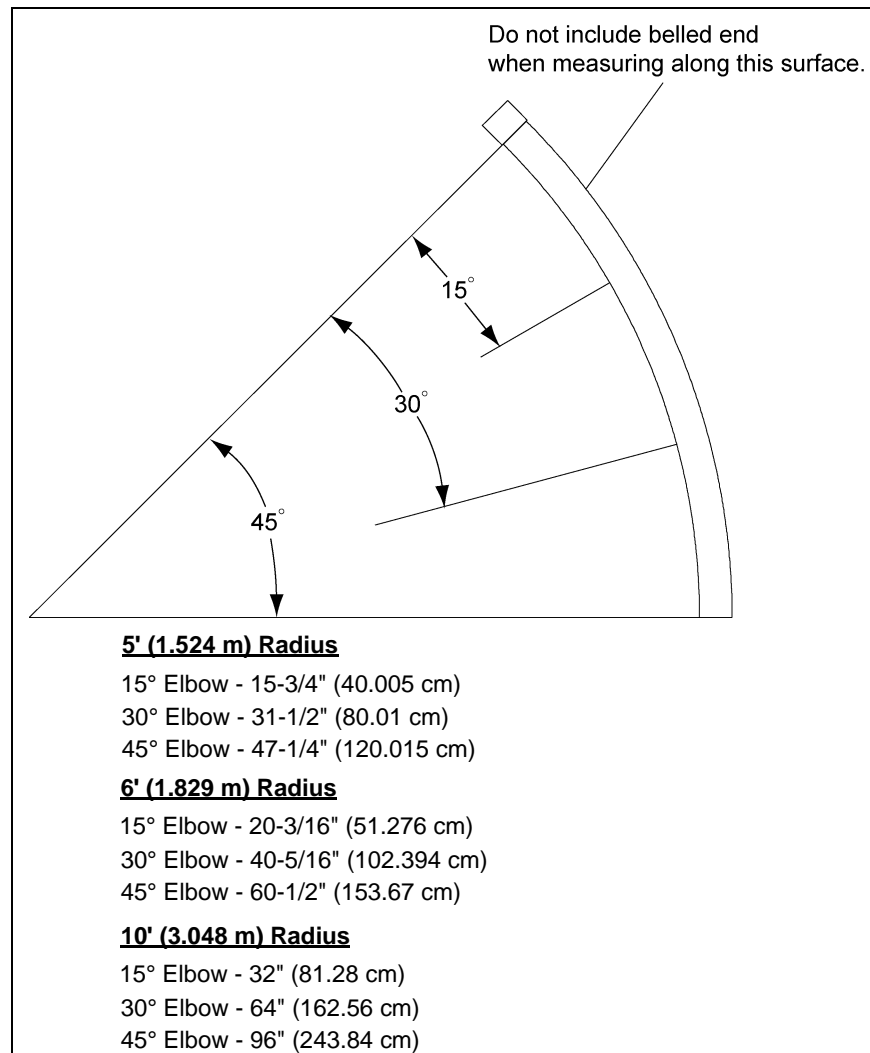 Do not include belled end
when measuring along this surface.
15°
30°
45°
5' (1.524 m) Radius
15° Elbow - 15-3/4" (40.005 cm)
30° Elbow - 31-1/2" (80.01 cm)
45° Elbow - 47-1/4" (120.015 cm)
6' (1.829 m) Radius
15° Elbow - 20-3/16" (51.276 cm)
30° Elbow - 40-5/16" (102.394 cm)
45° Elbow - 60-1/2" (153.67 cm)
10' (3.048 m) Radius
15° Elbow - 32" (81.28 cm)
30° Elbow - 64" (162.56 cm)
45° Elbow - 96" (243.84 cm)